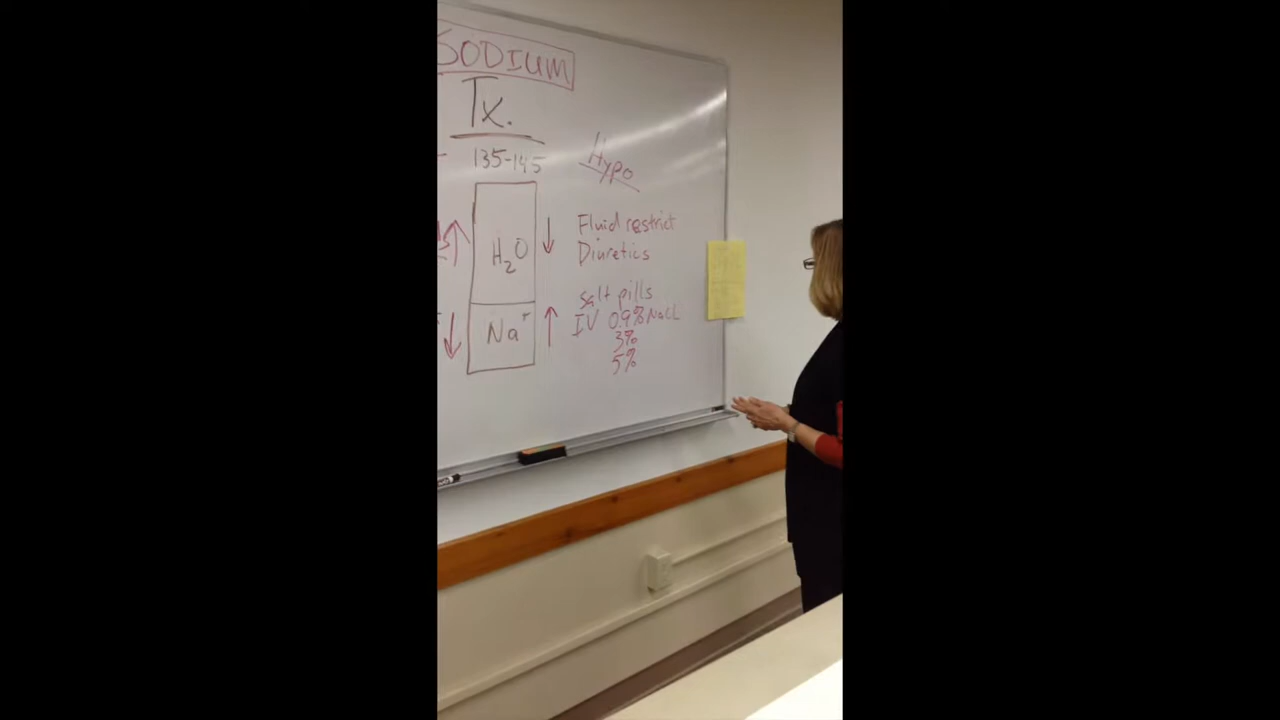 SODIUM
Tx.
135-145
Hypo
H2O
Fluid restrict
Diuretics
Na+
salt pills
IV 0.9% NaCl
3%
5%